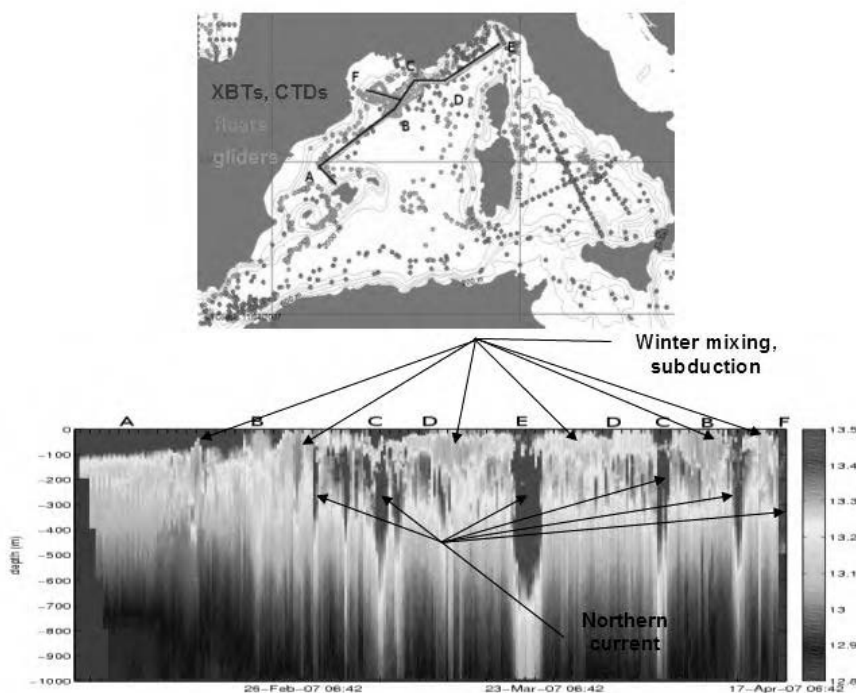 F
C
E
XBTs, CTDs
D
floats
B
gliders
A
Winter mixing,
subduction
A B C D E D C B F
0
-100
-200
-300
-400
-500
-600
-700
-800
-900
-1000
depth (m)
13.5
13.4
13.3
13.2
13.1
13
12.9
12.8
Northern
current
26-Feb-07 06:42 23-Mar-07 06:42 17-Apr-07 06:42